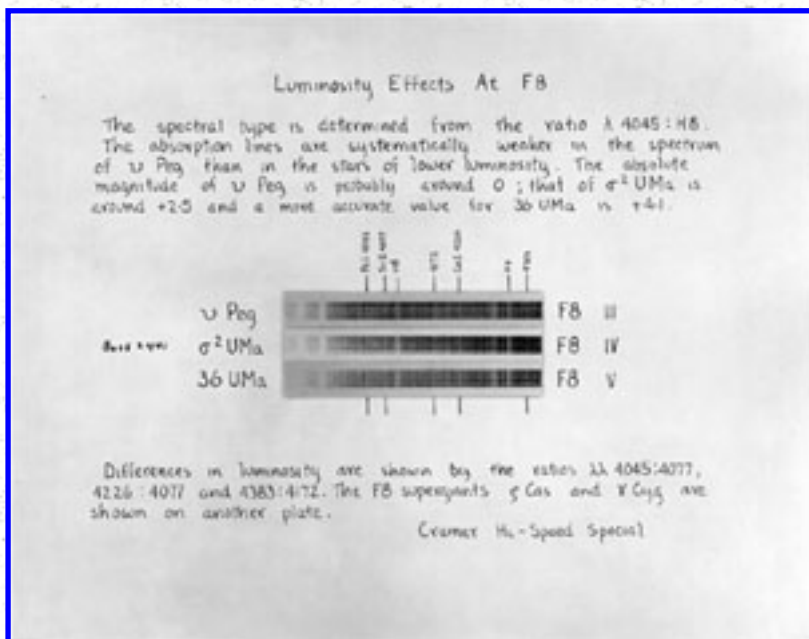 Luminosity Effects At F8
The spectral type is determined from the ratio λ 4045:Hδ.
The absorption lines are systematically weaker in the spectrum
of υ Peg than in the stars of lower luminosity. The absolute
magnitude of υ Peg is probably around 0; that of σ² UMa is
around +2.5 and a more accurate value for 36 UMa is +4.1.
υ Peg F8 III
σ² UMa F8 IV
36 UMa F8 V
Differences in luminosity are shown by the ratios λλ 4045:4077,
4226:4077 and 4383:4172. The F8 supergiants and γ Cyg are
shown on another plate.
Cramer Hi-Speed Special